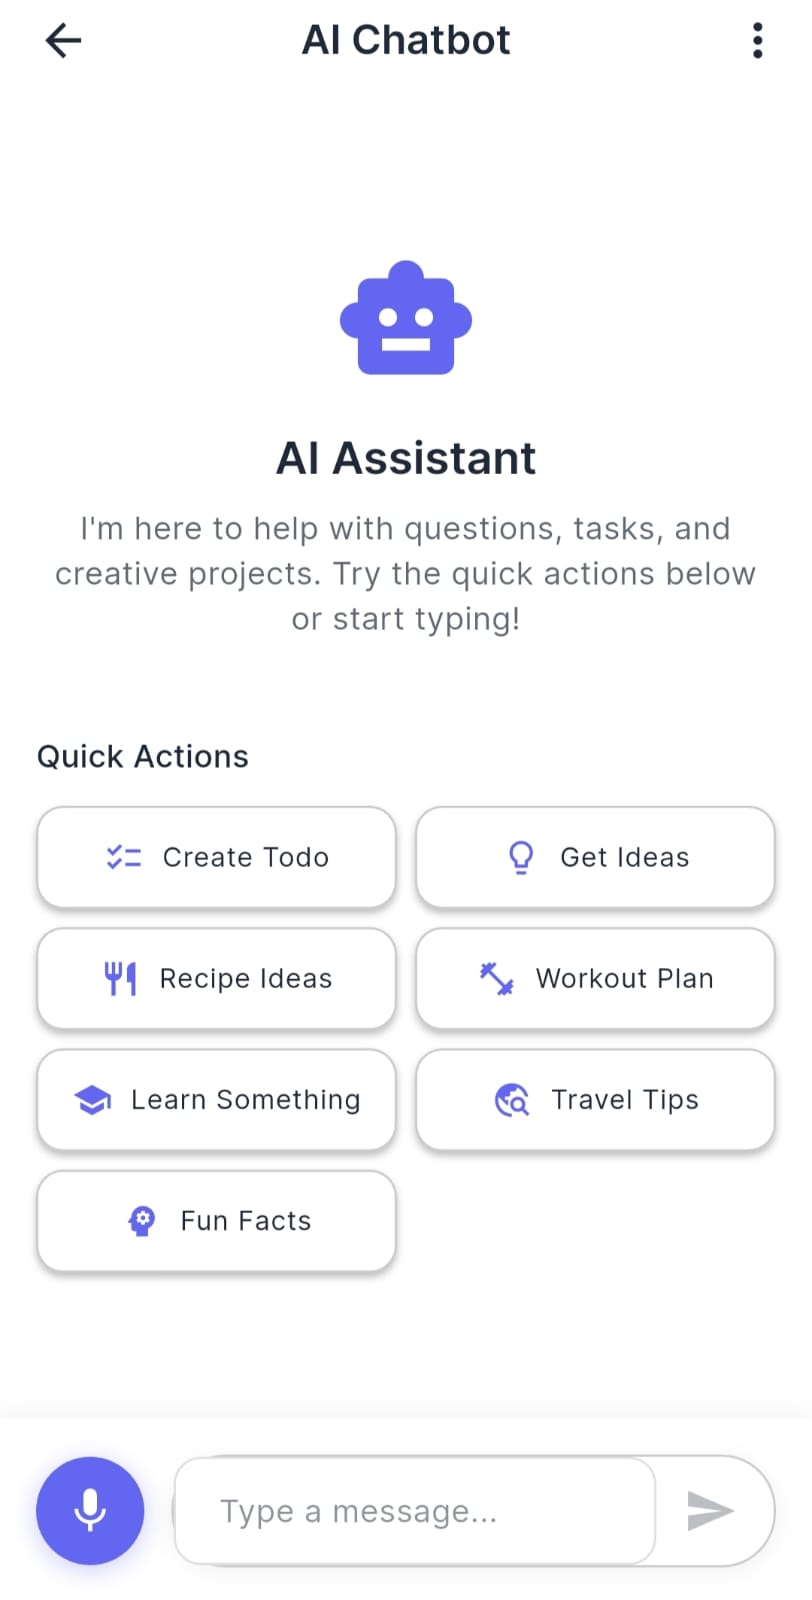 AI Chatbot
AI Assistant
I'm here to help with questions, tasks, and
creative projects. Try the quick actions below
or start typing!
Quick Actions
Create Todo
Get Ideas
Recipe Ideas
Workout Plan
Learn Something
Travel Tips
Fun Facts
Type a message...